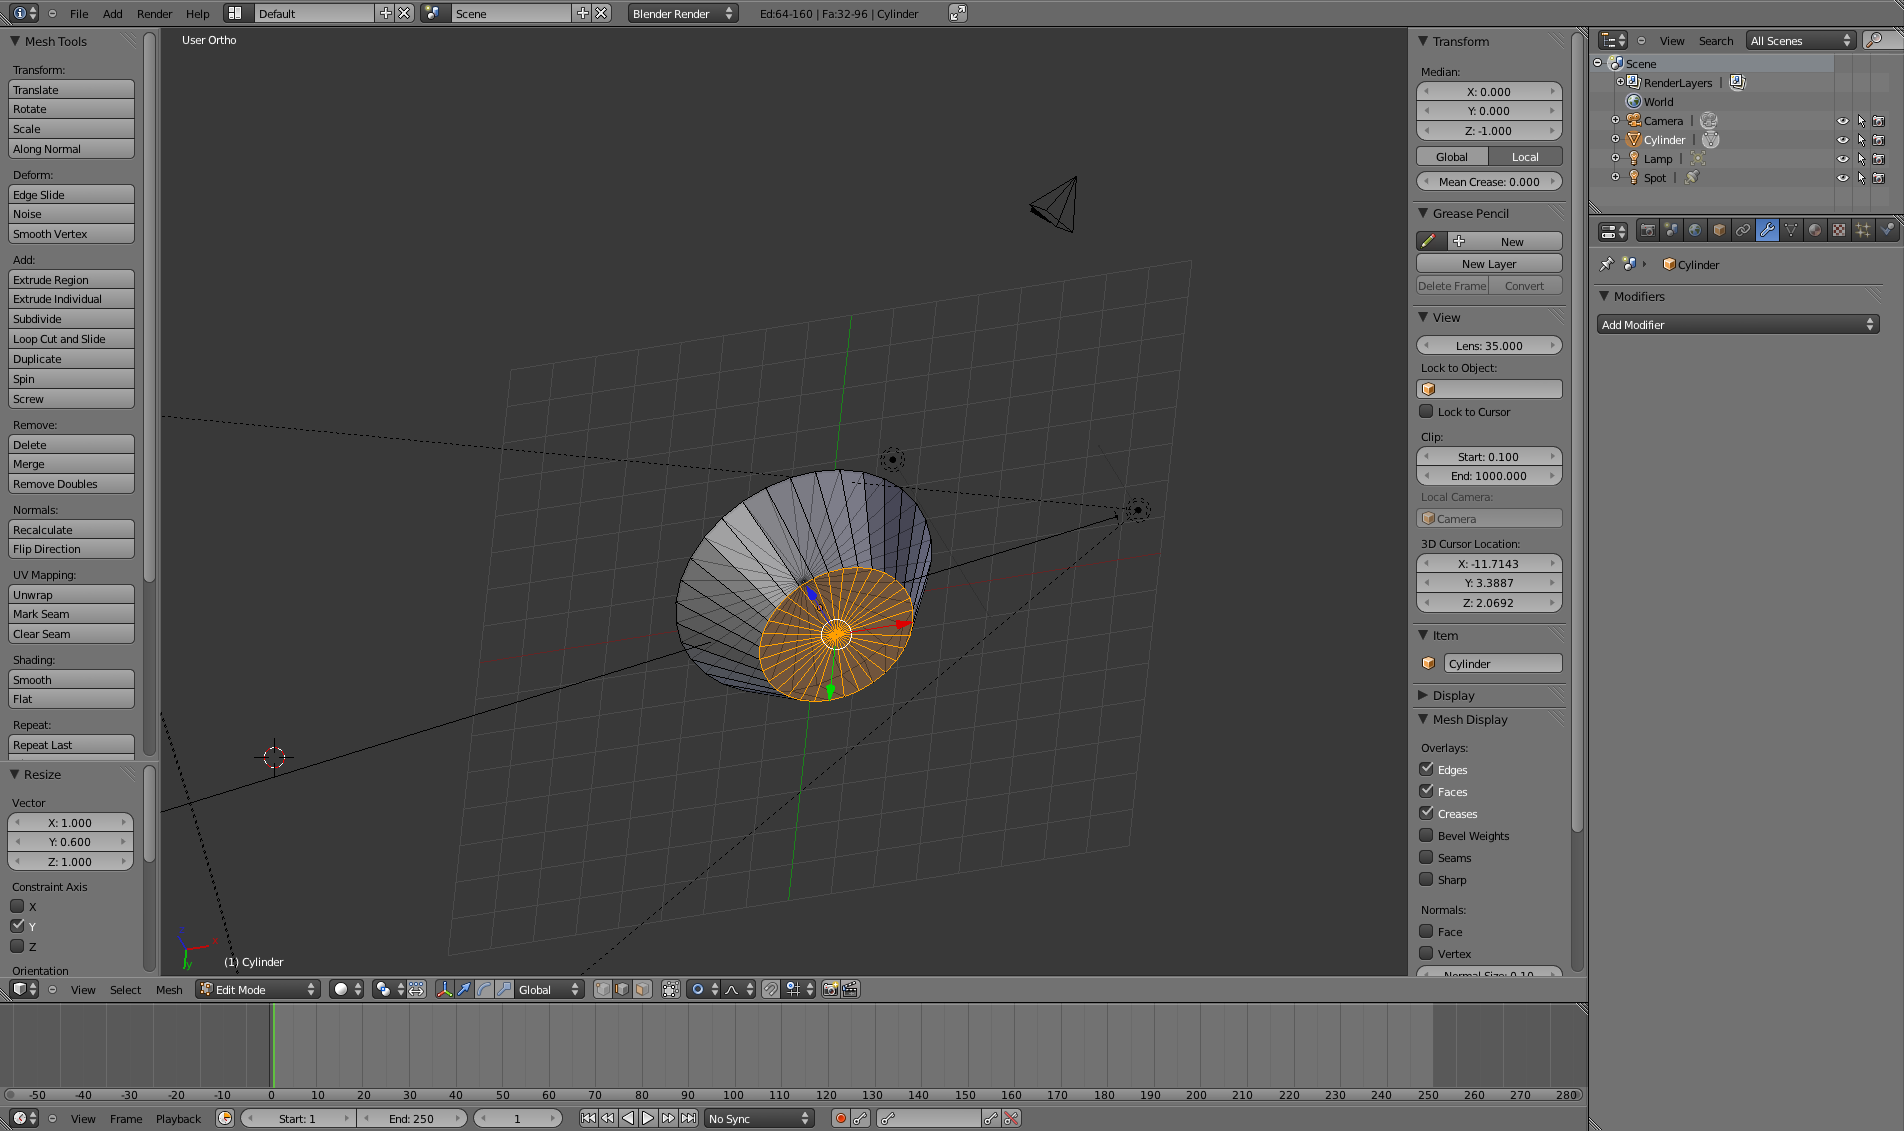 File Add Render Help Default Scene Blender Render Ed:64-160 | Fa:32-96 | Cylinder
Mesh Tools
Transform:
Translate
Rotate
Scale
Along Normal
Deform:
Edge Slide
Noise
Smooth Vertex
Add:
Extrude Region
Extrude Individual
Subdivide
Loop Cut and Slide
Duplicate
Spin
Screw
Remove:
Delete
Merge
Remove Doubles
Normals:
Recalculate
Flip Direction
UV Mapping:
Unwrap
Mark Seam
Clear Seam
Shading:
Smooth
Flat
Repeat:
Repeat Last
Resize
Vector
X: 1.000
Y: 0.600
Z: 1.000
Constraint Axis
X
Y
Z
Orientation
User Ortho
(1) Cylinder
Transform
Median:
X: 0.000
Y: 0.000
Z: -1.000
Global Local
Mean Crease: 0.000
Grease Pencil
New
New Layer
Delete Frame Convert
View
Lens: 35.000
Lock to Object:
Lock to Cursor
Clip:
Start: 0.100
End: 1000.000
Local Camera:
Camera
3D Cursor Location:
X: -11.7143
Y: 3.3887
Z: 2.0692
Item
Cylinder
Display
Mesh Display
Overlays:
Edges
Faces
Creases
Bevel Weights
Seams
Sharp
Normals:
Face
Vertex
Normal Size: 0.10
View Search All Scenes
Scene
RenderLayers |
World
Camera |
Cylinder |
Lamp |
Spot |
Cylinder
Modifiers
Add Modifier
View Select Mesh Edit Mode Global
-50 -40 -30 -20 -10 0 10 20 30 40 50 60 70 80 90 100 110 120 130 140 150 160 170 180 190 200 210 220 230 240 250 260 270 280
View Frame Playback Start: 1 End: 250 1 No Sync